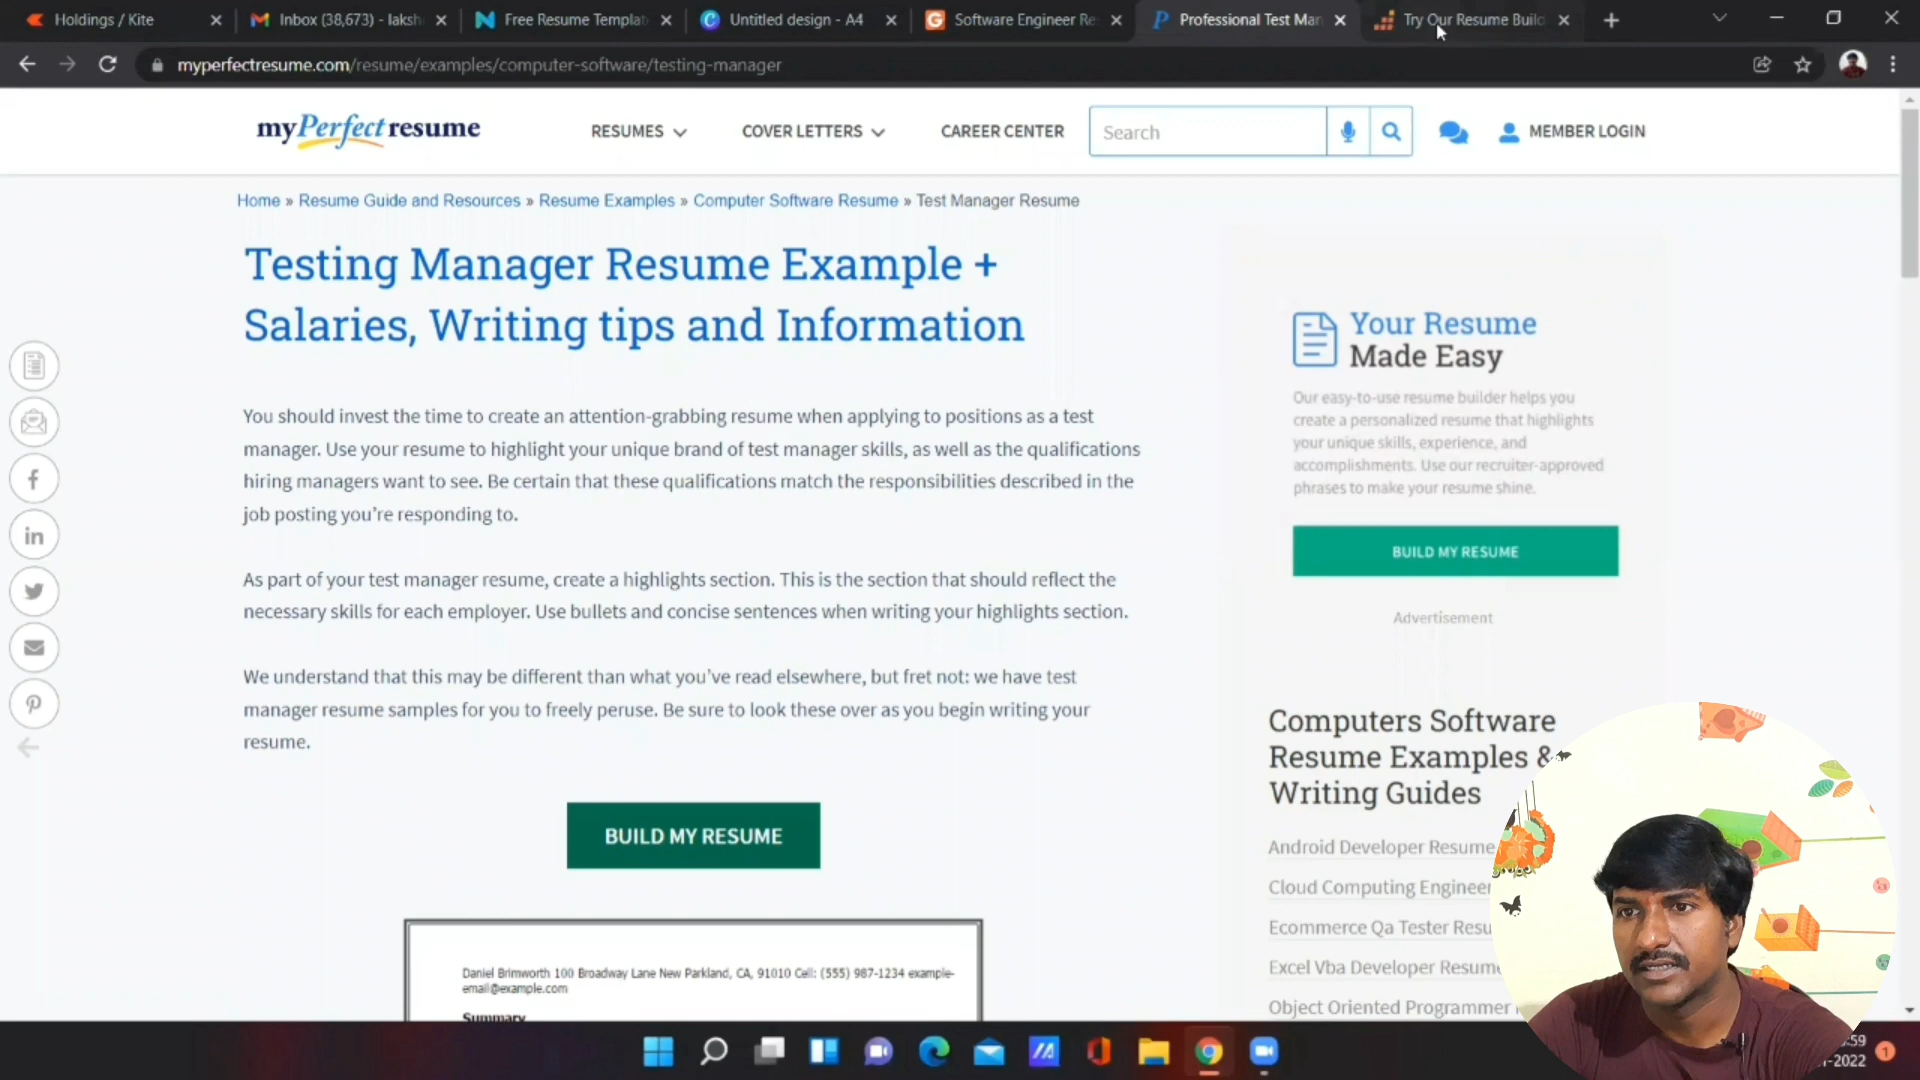 Holdings / Kite
Inbox (38,673) - laksh
Free Resume Templat
Untitled design - A4
Software Engineer Re
Professional Test Man
Try Our Resume Build
myperfectresume.com/resume/examples/computer-software/testing-manager
myPerfectresume
RESUMES
COVER LETTERS
CAREER CENTER
Search
MEMBER LOGIN
Home » Resume Guide and Resources » Resume Examples » Computer Software Resume » Test Manager Resume
Testing Manager Resume Example +
Salaries, Writing tips and Information
You should invest the time to create an attention-grabbing resume when applying to positions as a test
manager. Use your resume to highlight your unique brand of test manager skills, as well as the qualifications
hiring managers want to see. Be certain that these qualifications match the responsibilities described in the
job posting you’re responding to.
As part of your test manager resume, create a highlights section. This is the section that should reflect the
necessary skills for each employer. Use bullets and concise sentences when writing your highlights section.
We understand that this may be different than what you’ve read elsewhere, but fret not: we have test
manager resume samples for you to freely peruse. Be sure to look these over as you begin writing your
resume.
BUILD MY RESUME
Daniel Brimworth 100 Broadway Lane New Parkland, CA, 91010 Cell: (555) 987-1234 example-
email@example.com
Summary
Your Resume
Made Easy
Our easy-to-use resume builder helps you
create a personalized resume that highlights
your unique skills, experience, and
accomplishments. Use our recruiter-approved
phrases to make your resume shine.
BUILD MY RESUME
Advertisement
Computers Software
Resume Examples &
Writing Guides
Android Developer Resume
Cloud Computing Engineer
Ecommerce Qa Tester Resu
Excel Vba Developer Resume
Object Oriented Programmer
:59
-2022
1